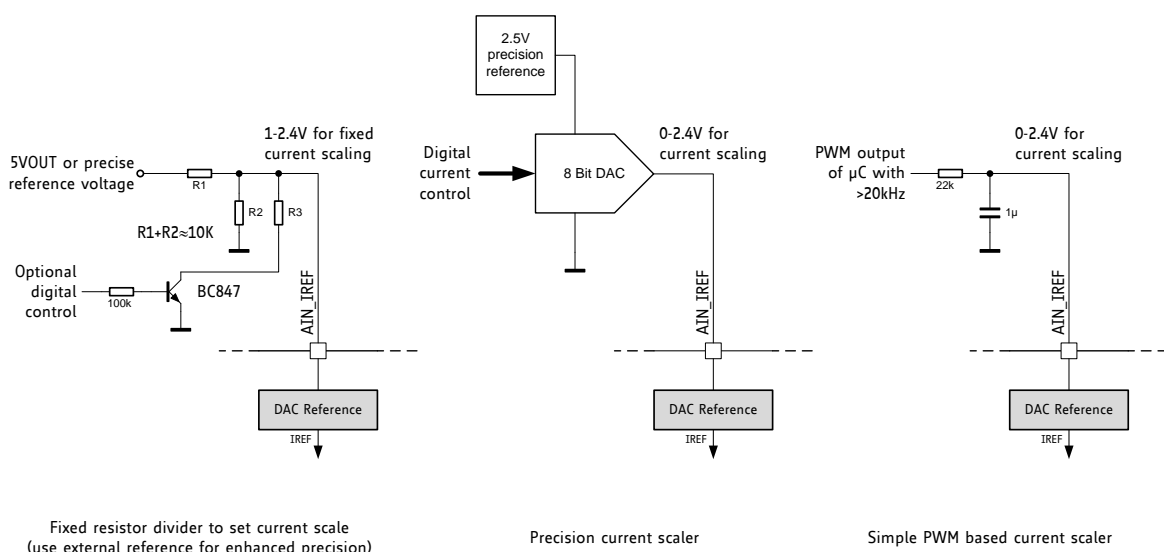 5VOUT or precise
reference voltage
R1
1-2.4V for fixed
current scaling
R2
R3
R1+R2≈10K
Optional
digital
control
100k
BC847
AIN_IREF
DAC Reference
IREF
Fixed resistor divider to set current scale
(use external reference for enhanced precision)
2.5V
precision
reference
Digital
current
control
8 Bit DAC
0-2.4V for
current scaling
AIN_IREF
DAC Reference
IREF
Precision current scaler
PWM output
of µC with
>20kHz
22k
0-2.4V for
current scaling
1µ
AIN_IREF
DAC Reference
IREF
Simple PWM based current scaler